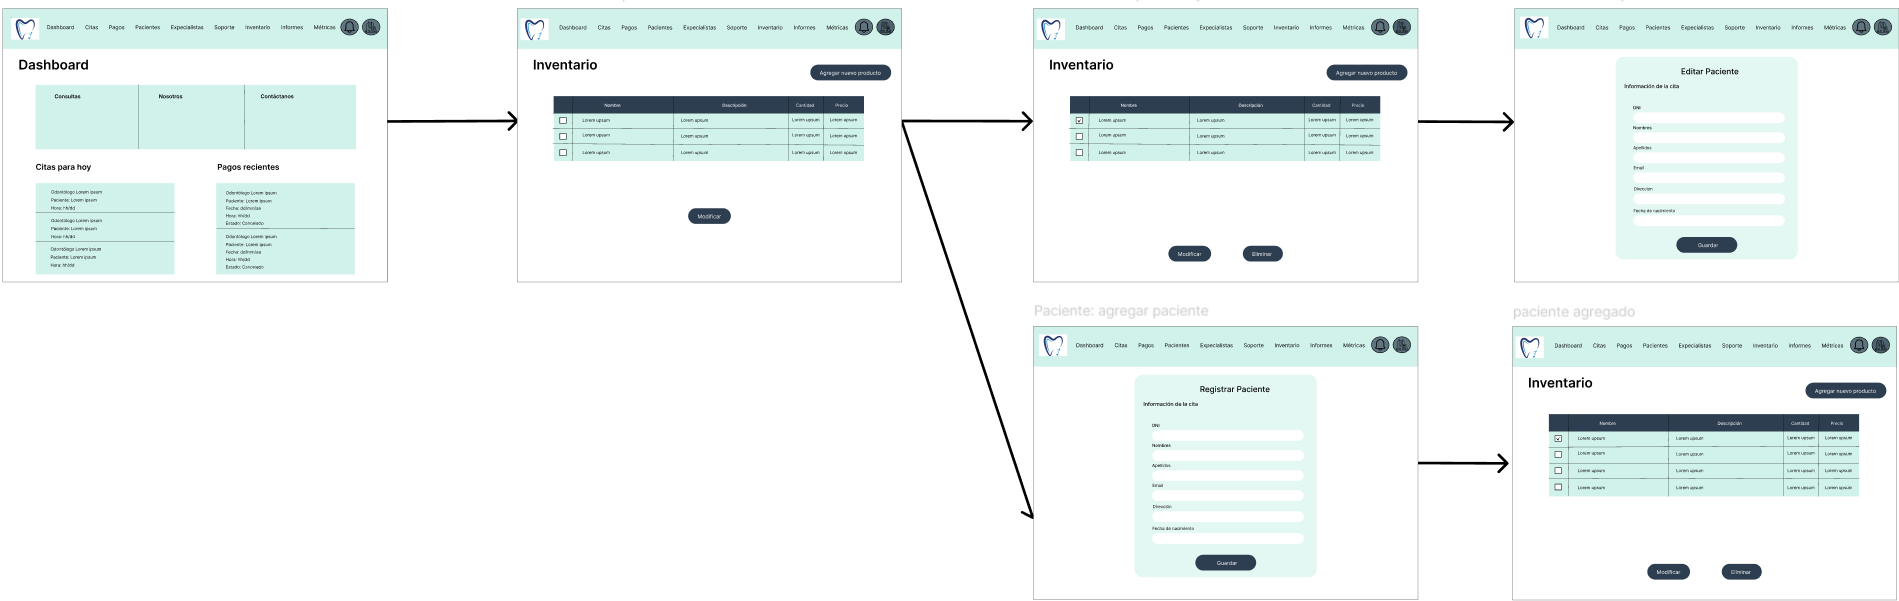 Dashboard Citas Pagos Pacientes Expecialistas Soporte Inventario Informes Métricas
Dashboard
Consultas Nosotros Contáctanos
Citas para hoy
Odontólogo Lorem ipsum
Paciente: Lorem ipsum
Hora: hh/dd
Odontólogo Lorem ipsum
Paciente: Lorem ipsum
Hora: hh/dd
Odontólogo Lorem ipsum
Paciente: Lorem ipsum
Hora: hh/dd
Pagos recientes
Odontólogo Lorem ipsum
Paciente: Lorem ipsum
Fecha: dd/mm/aa
Hora: hh/dd
Estado: Cancelado
Odontólogo Lorem ipsum
Paciente: Lorem ipsum
Fecha: dd/mm/aa
Hora: hh/dd
Estado: Cancelado
Dashboard Citas Pagos Pacientes Expecialistas Soporte Inventario Informes Métricas
Inventario
Agregar nuevo producto
Nombre Descripción Cantidad Precio
Lorem upsum Lorem upsum Lorem upsum Lorem upsum
Lorem upsum Lorem upsum Lorem upsum Lorem upsum
Lorem upsum Lorem upsum Lorem upsum Lorem upsum
Modificar
Dashboard Citas Pagos Pacientes Expecialistas Soporte Inventario Informes Métricas
Inventario
Agregar nuevo producto
Nombre Descripción Cantidad Precio
Lorem upsum Lorem upsum Lorem upsum Lorem upsum
Lorem upsum Lorem upsum Lorem upsum Lorem upsum
Lorem upsum Lorem upsum Lorem upsum Lorem upsum
Modificar Eliminar
Dashboard Citas Pagos Pacientes Expecialistas Soporte Inventario Informes Métricas
Editar Paciente
Información de la cita
DNI
Nombres
Apellidos
Email
Dirección
Fecha de nacimiento
Guardar
Paciente: agregar paciente
Dashboard Citas Pagos Pacientes Expecialistas Soporte Inventario Informes Métricas
Registrar Paciente
Información de la cita
DNI
Nombres
Apellidos
Email
Dirección
Fecha de nacimiento
Guardar
paciente agregado
Dashboard Citas Pagos Pacientes Expecialistas Soporte Inventario Informes Métricas
Inventario
Agregar nuevo producto
Nombre Descripción Cantidad Precio
Lorem upsum Lorem upsum Lorem upsum Lorem upsum
Lorem upsum Lorem upsum Lorem upsum Lorem upsum
Lorem upsum Lorem upsum Lorem upsum Lorem upsum
Lorem upsum Lorem upsum Lorem upsum Lorem upsum
Modificar Eliminar